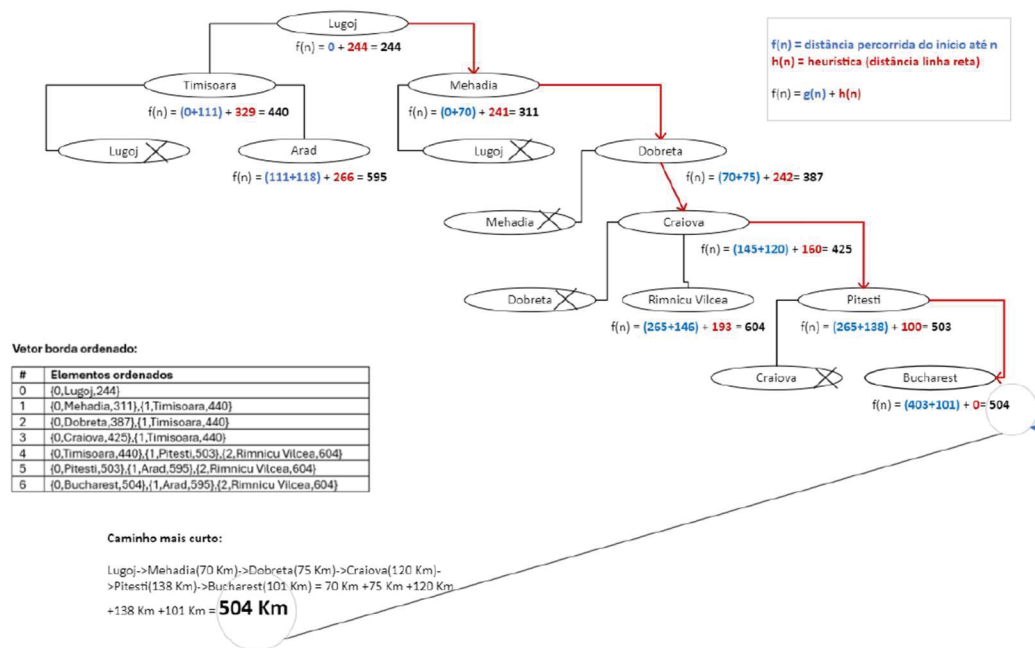 Lugoj
f(n) = 0 + 244 = 244
f(n) = distância percorrida do início até n
h(n) = heurística (distância linha reta)
f(n) = g(n) + h(n)
Timisoara
f(n) = (0+111) + 329 = 440
Mehadia
f(n) = (0+70) + 241= 311
Lugoj
Arad
f(n) = (111+118) + 266 = 595
Lugoj
Dobreta
f(n) = (70+75) + 242= 387
Mehadia
Craiova
f(n) = (145+120) + 160= 425
Dobreta
Rimnicu Vilcea
f(n) = (265+146) + 193 = 604
Pitesti
f(n) = (265+138) + 100= 503
Craiova
Bucharest
f(n) = (403+101) + 0= 504
Vetor borda ordenado:
# Elementos ordenados
0 {0,Lugoj,244}
1 {0,Mehadia,311},{1,Timisoara,440}
2 {0,Dobreta,387},{1,Timisoara,440}
3 {0,Craiova,425},{1,Timisoara,440}
4 {0,Timisoara,440},{1,Pitesti,503},{2,Rimnicu Vilcea,604}
5 {0,Pitesti,503},{1,Arad,595},{2,Rimnicu Vilcea,604}
6 {0,Bucharest,504},{1,Arad,595},{2,Rimnicu Vilcea,604}
Caminho mais curto:
Lugoj->Mehadia(70 Km)->Dobreta(75 Km)->Craiova(120 Km)-
>Pitesti(138 Km)->Bucharest(101 Km) = 70 Km +75 Km +120 Km
+138 Km +101 Km = 504 Km